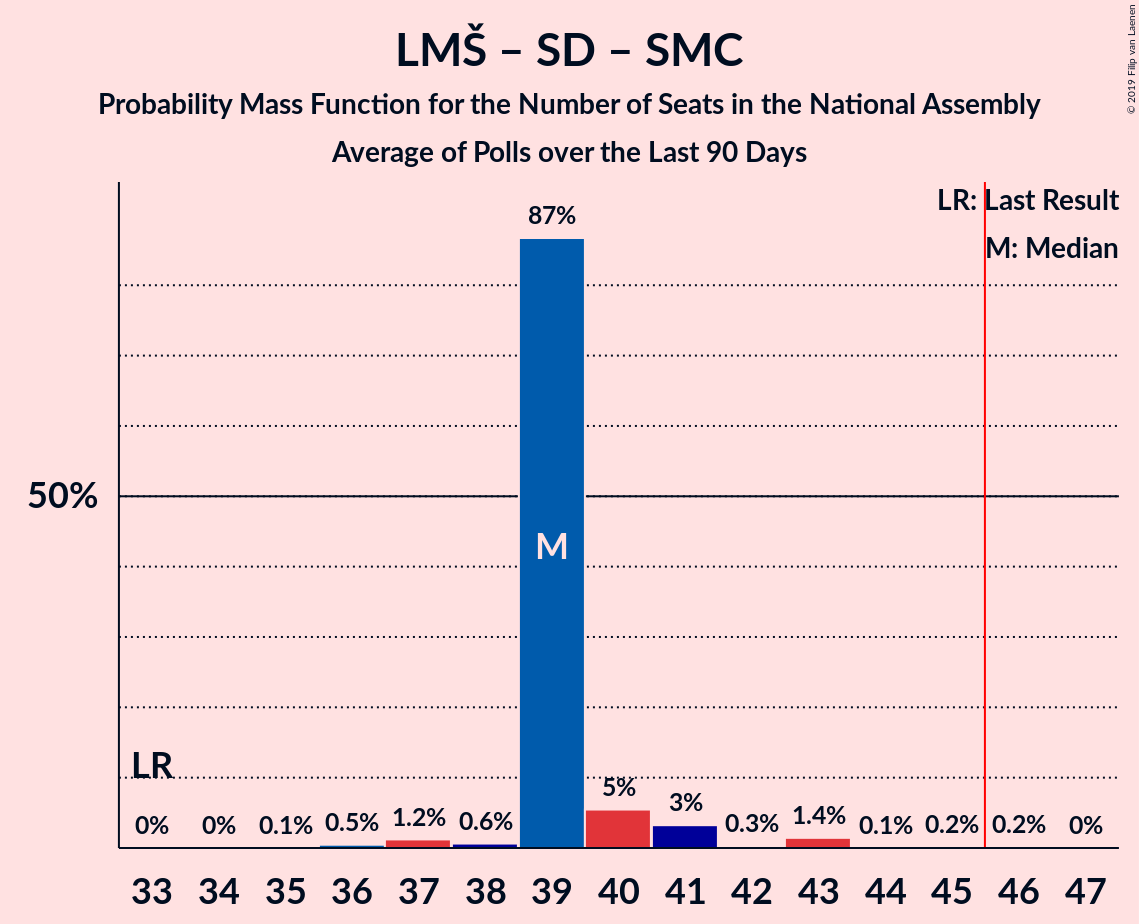 LMŠ – SD – SMC
Probability Mass Function for the Number of Seats in the National Assembly
Average of Polls over the Last 90 Days
© 2019 Filip van Laenen
LR: Last Result
M: Median
87%
50%
M
LR
0% 0% 0.1% 0.5% 1.2% 0.6% 5% 3% 0.3% 1.4% 0.1% 0.2% 0.2% 0%
33 34 35 36 37 38 39 40 41 42 43 44 45 46 47